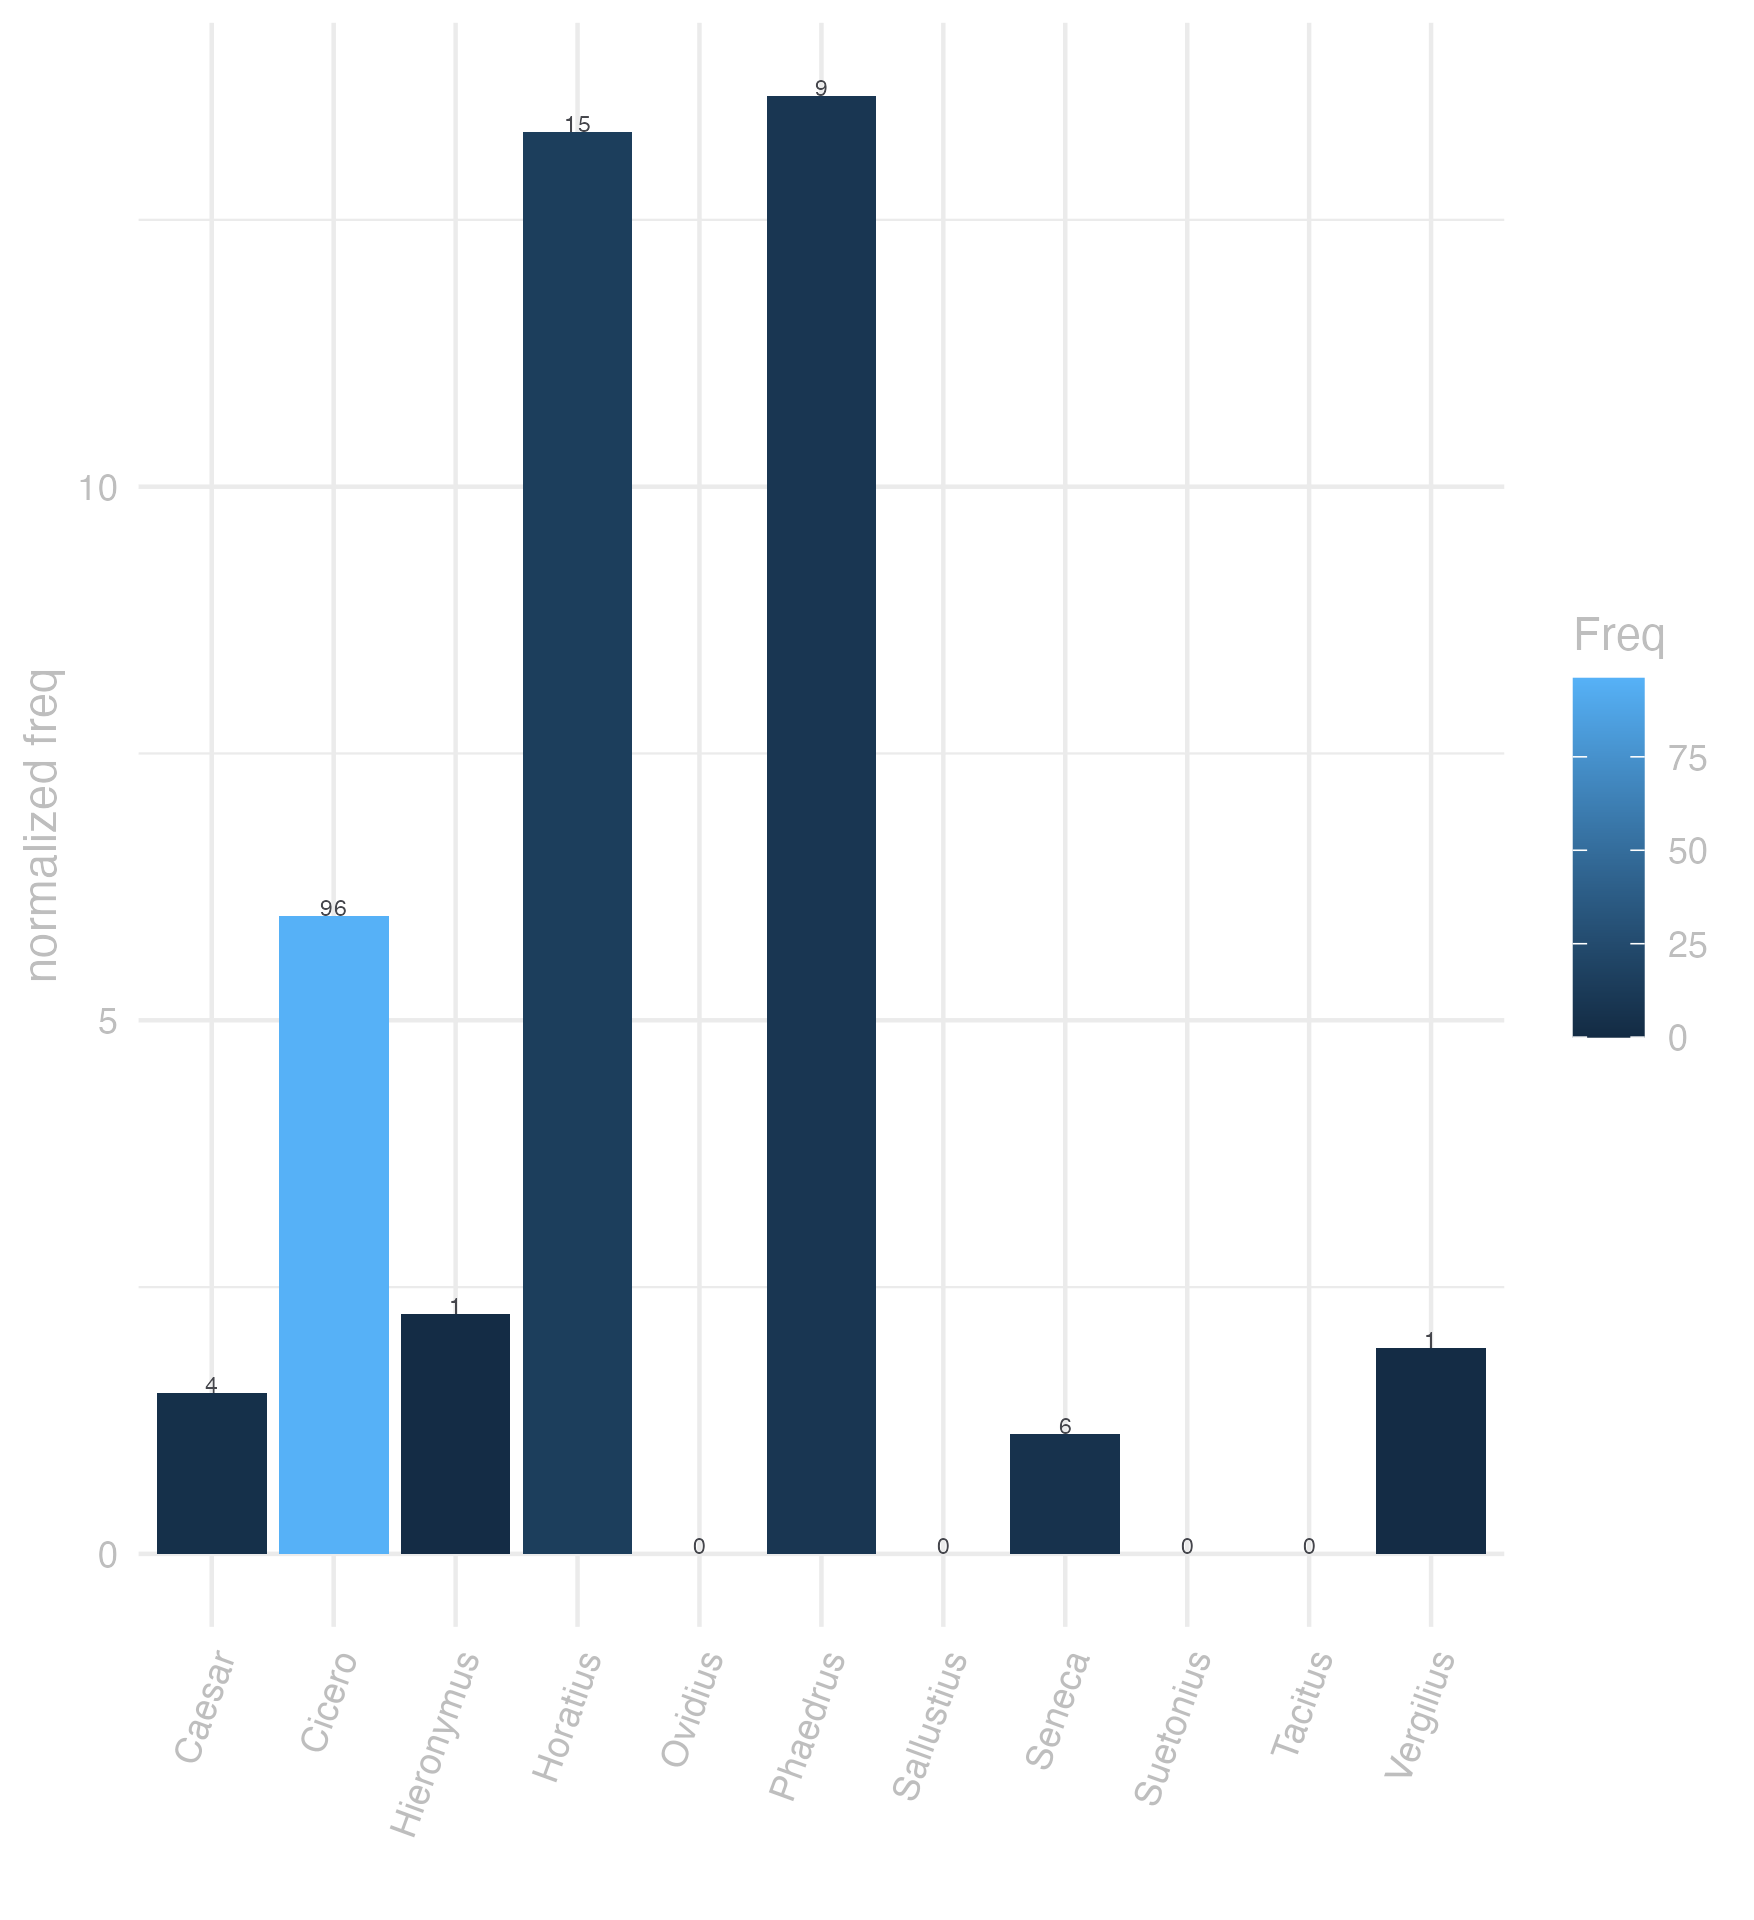 9
15
10
Freq
75
50
25
0
normalized freq
96
5
1
1
4
6
0
0
0
0
0
Caesar
Cicero
Hieronymus
Horatius
Ovidius
Phaedrus
Sallustius
Seneca
Suetonius
Tacitus
Vergilius